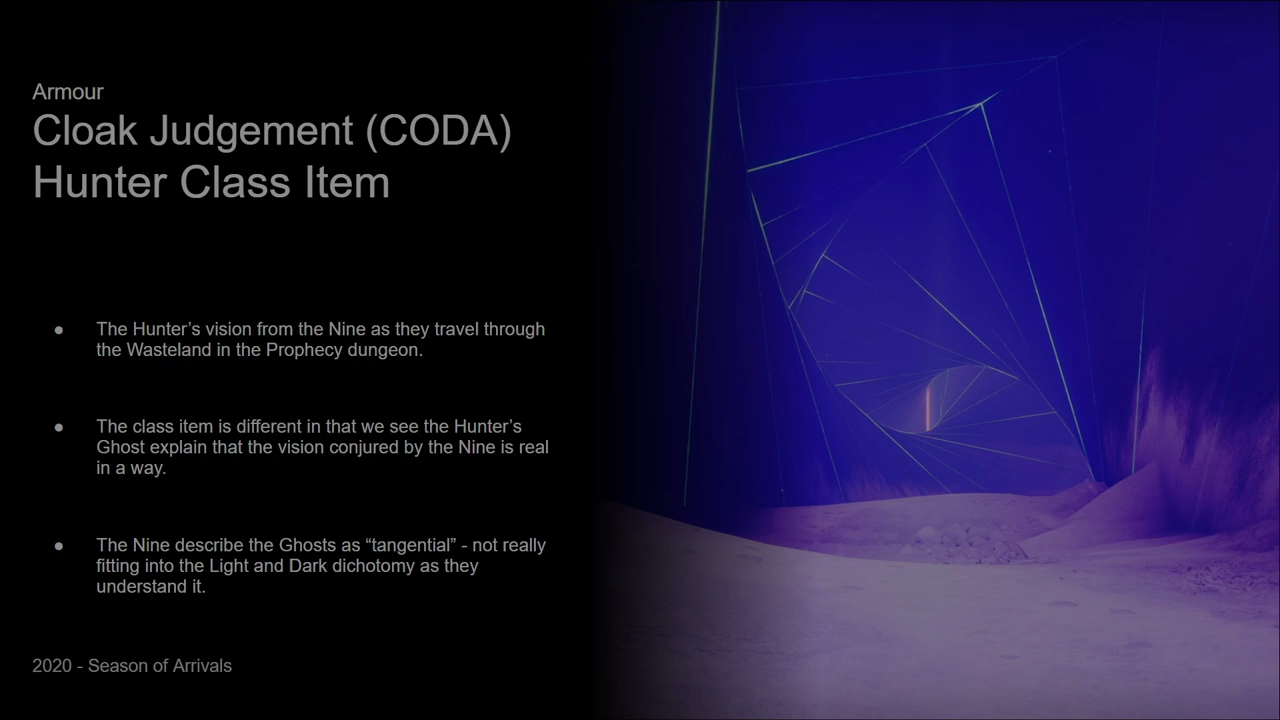 Armour
Cloak Judgement (CODA)
Hunter Class Item
● The Hunter’s vision from the Nine as they travel through
the Wasteland in the Prophecy dungeon.
● The class item is different in that we see the Hunter’s
Ghost explain that the vision conjured by the Nine is real
in a way.
● The Nine describe the Ghosts as “tangential” - not really
fitting into the Light and Dark dichotomy as they
understand it.
2020 - Season of Arrivals